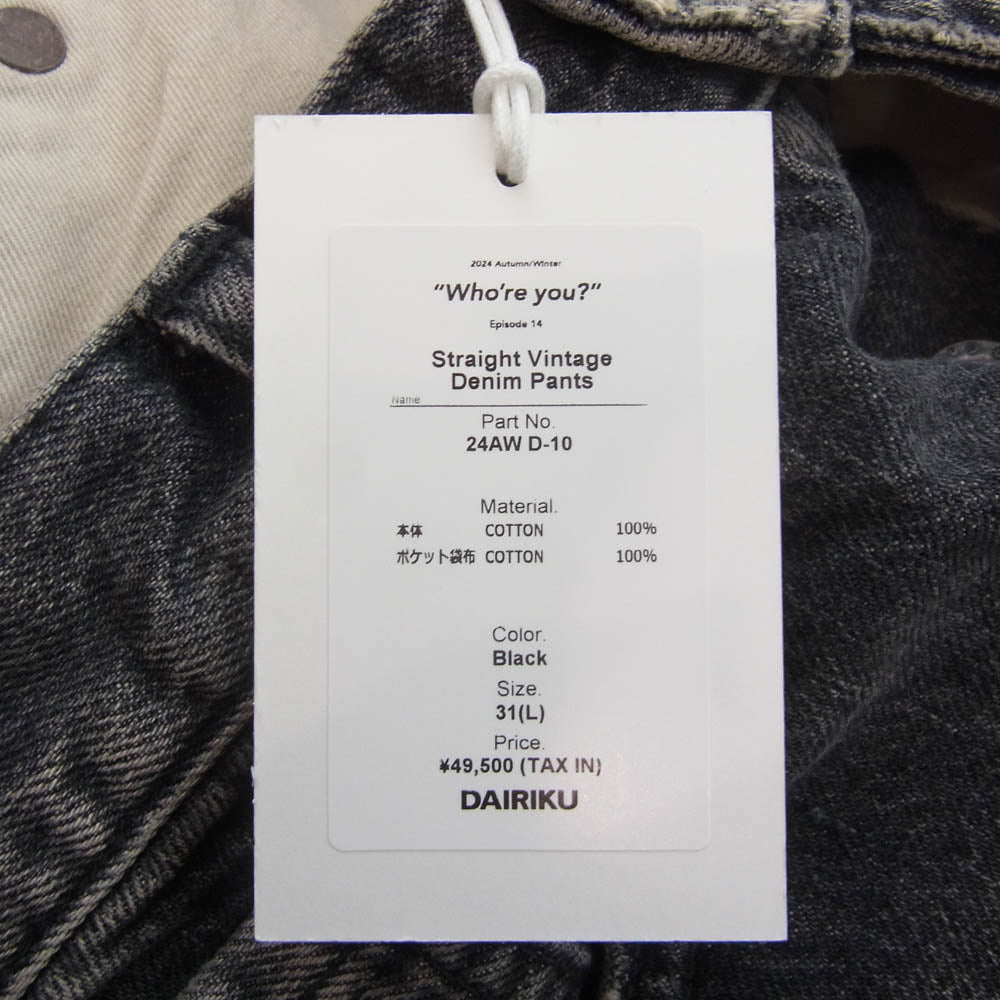 2024 Autumn/Winter
"Who're you?"
Episode 14
Straight Vintage
Denim Pants
Name
Part No.
24AW D-10
Material.
本体 COTTON 100%
ポケット袋布 COTTON 100%
Color.
Black
Size.
31(L)
Price.
¥49,500 (TAX IN)
DAIRIKU